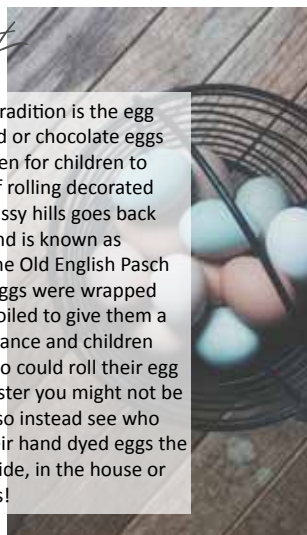 t
radition is the egg
d or chocolate eggs
en for children to
f rolling decorated
ssy hills goes back
nd is known as
he Old English Pasch
ggs were wrapped
oiled to give them a
ance and children
o could roll their egg
ster you might not be
so instead see who
eir hand dyed eggs the
ide, in the house or
s!